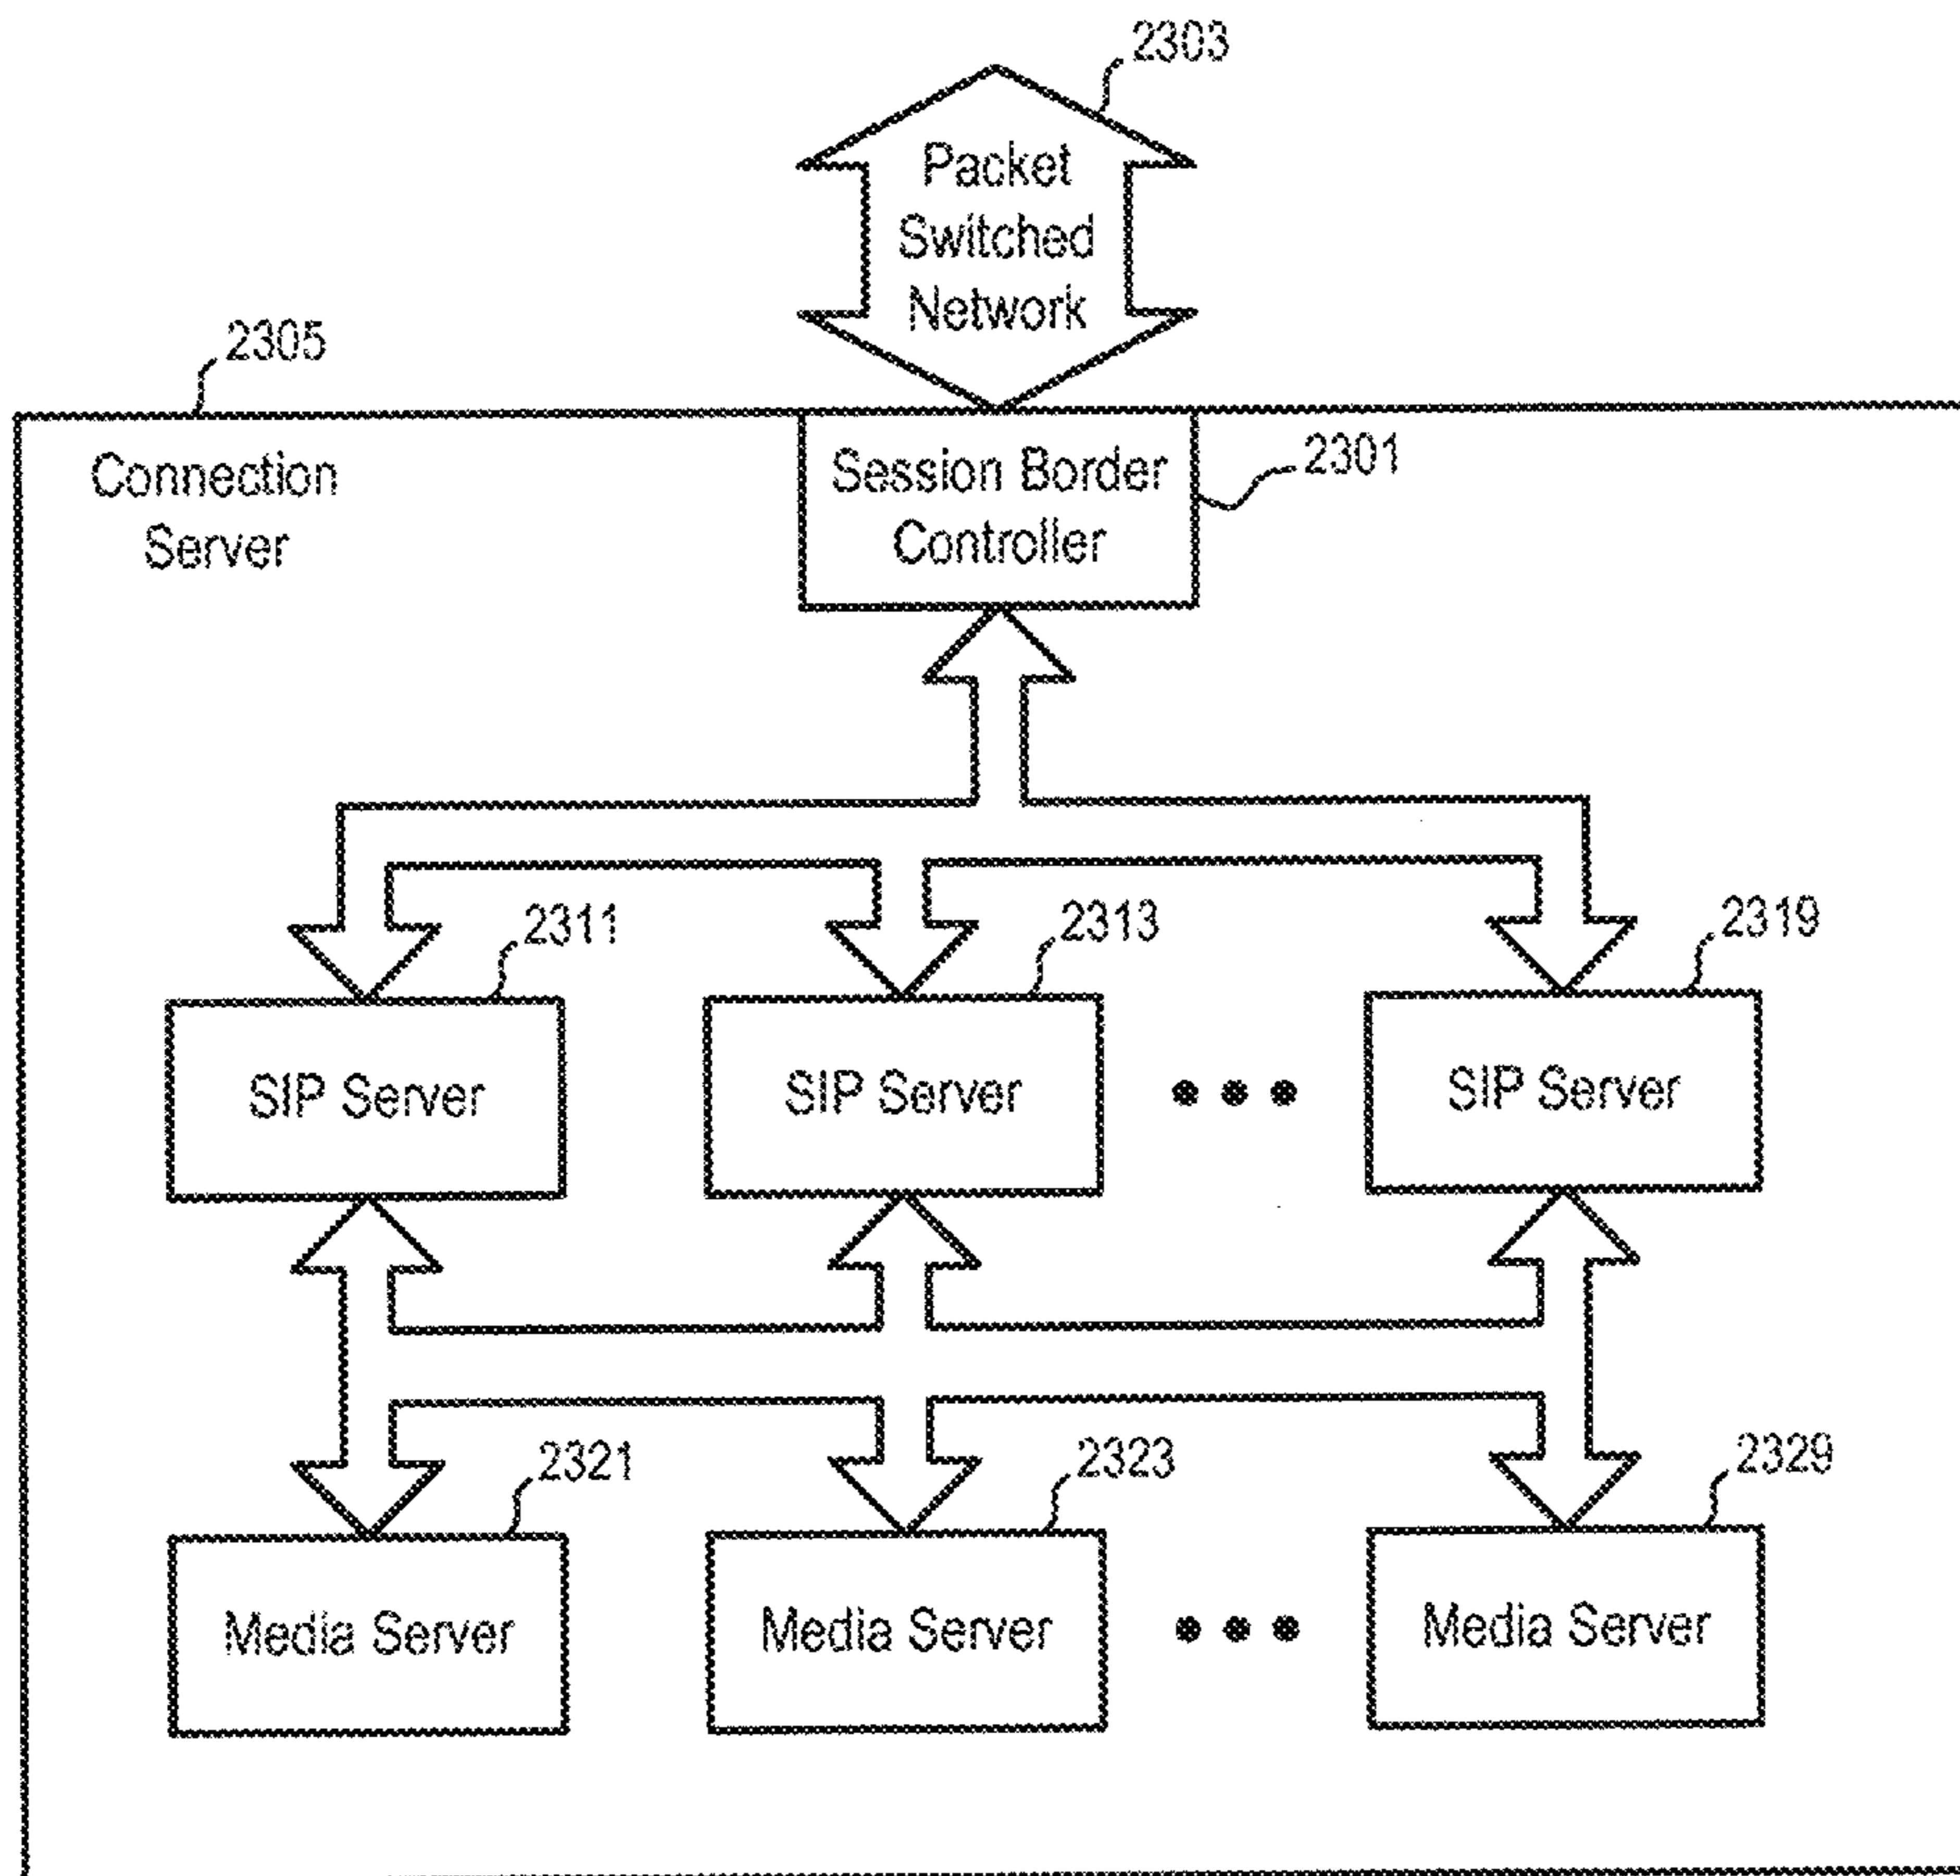 2303
Packet
Switched
Network
2305
Connection
Server
Session Border
Controller
2301
2311
2313
2319
SIP Server
SIP Server
SIP Server
2321
2323
2329
Media Server
Media Server
Media Server